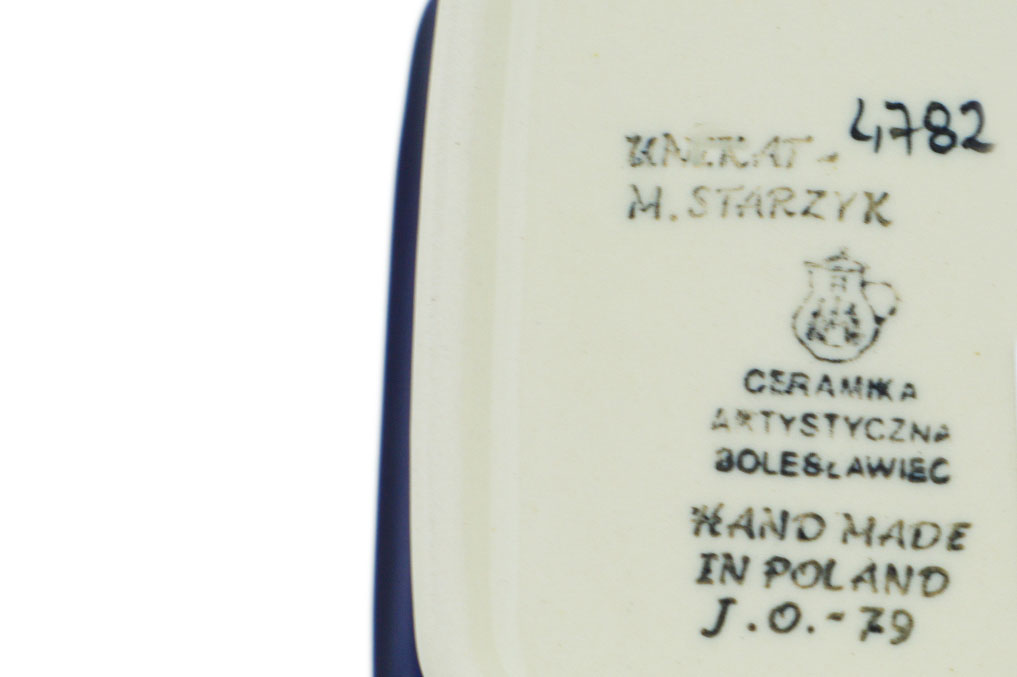 UNIKAT - 4782
M. STARZYK
CERAMIKA
ARTYSTYCZNA
BOLESŁAWIEC
HAND MADE
IN POLAND
J.O.-79